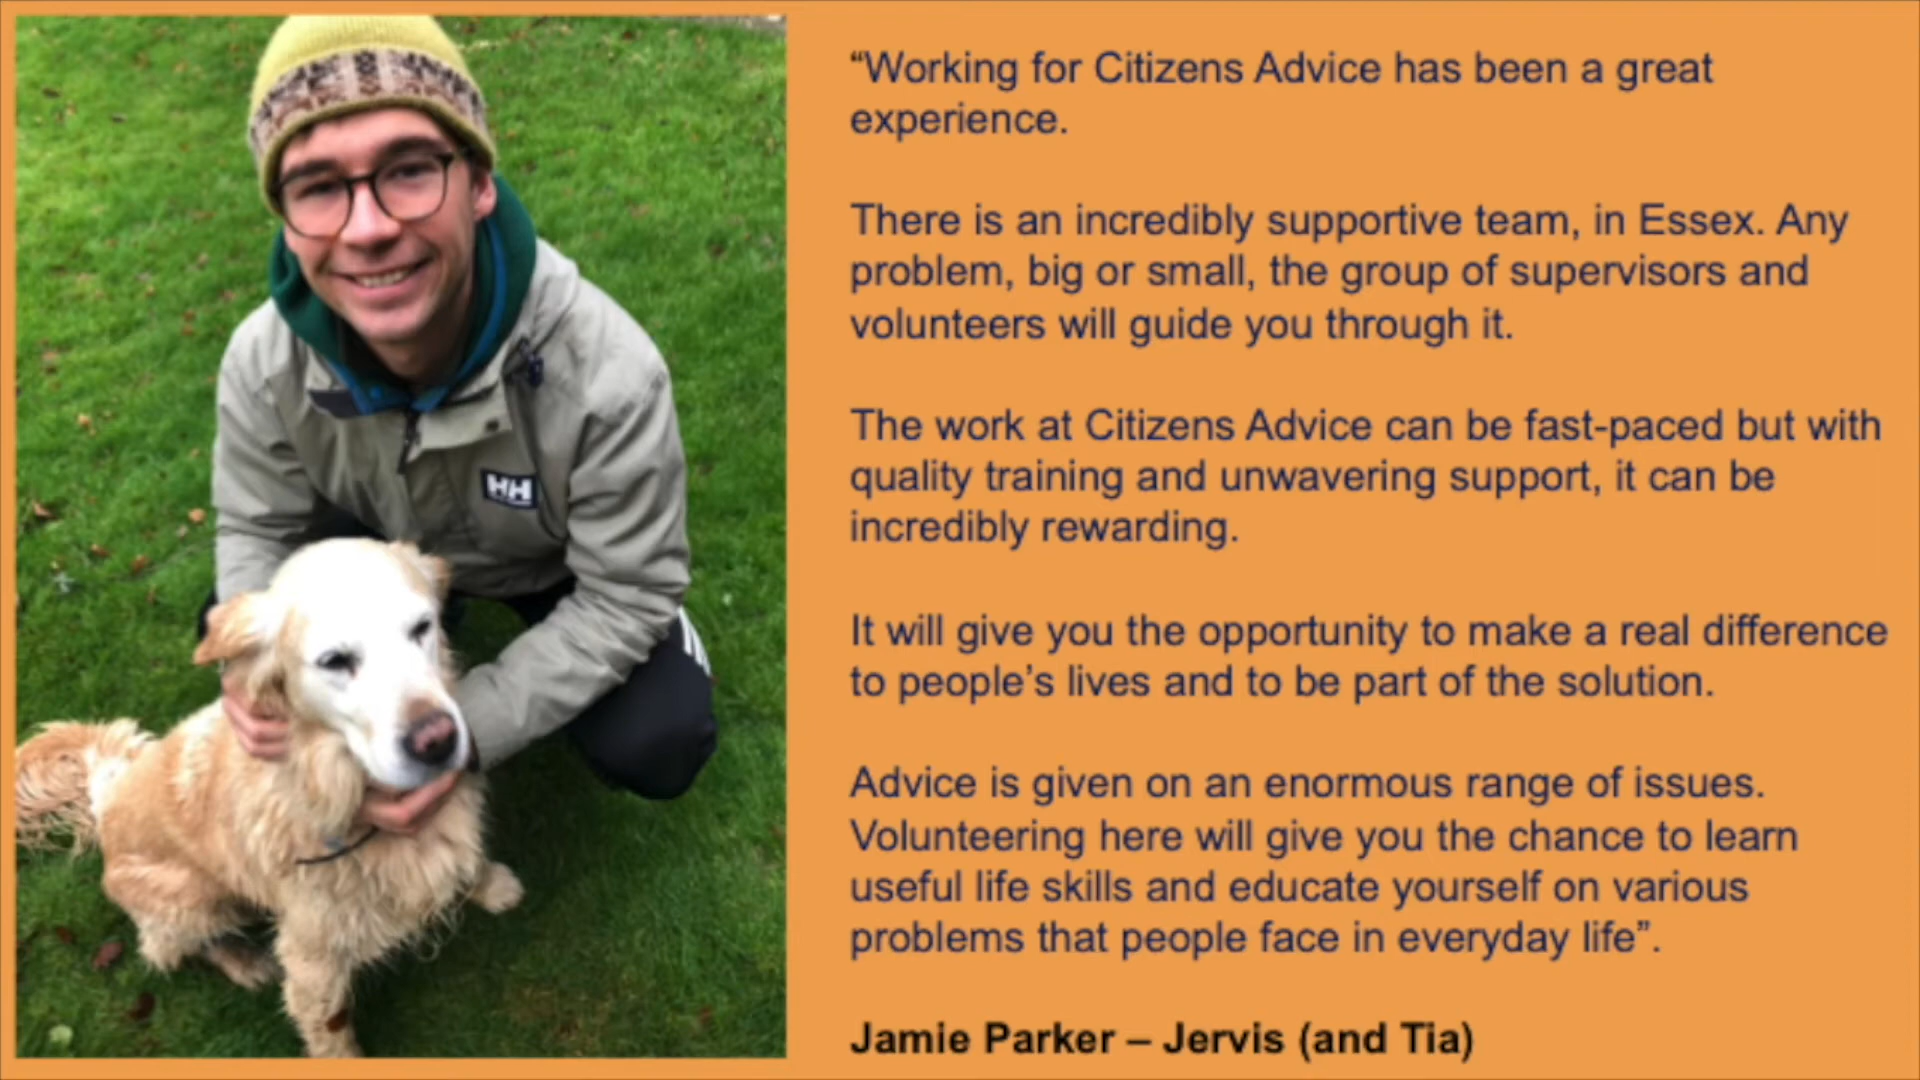 “Working for Citizens Advice has been a great
experience.
There is an incredibly supportive team, in Essex. Any
problem, big or small, the group of supervisors and
volunteers will guide you through it.
The work at Citizens Advice can be fast-paced but with
quality training and unwavering support, it can be
incredibly rewarding.
It will give you the opportunity to make a real difference
to people’s lives and to be part of the solution.
Advice is given on an enormous range of issues.
Volunteering here will give you the chance to learn
useful life skills and educate yourself on various
problems that people face in everyday life”.
Jamie Parker – Jervis (and Tia)
HH